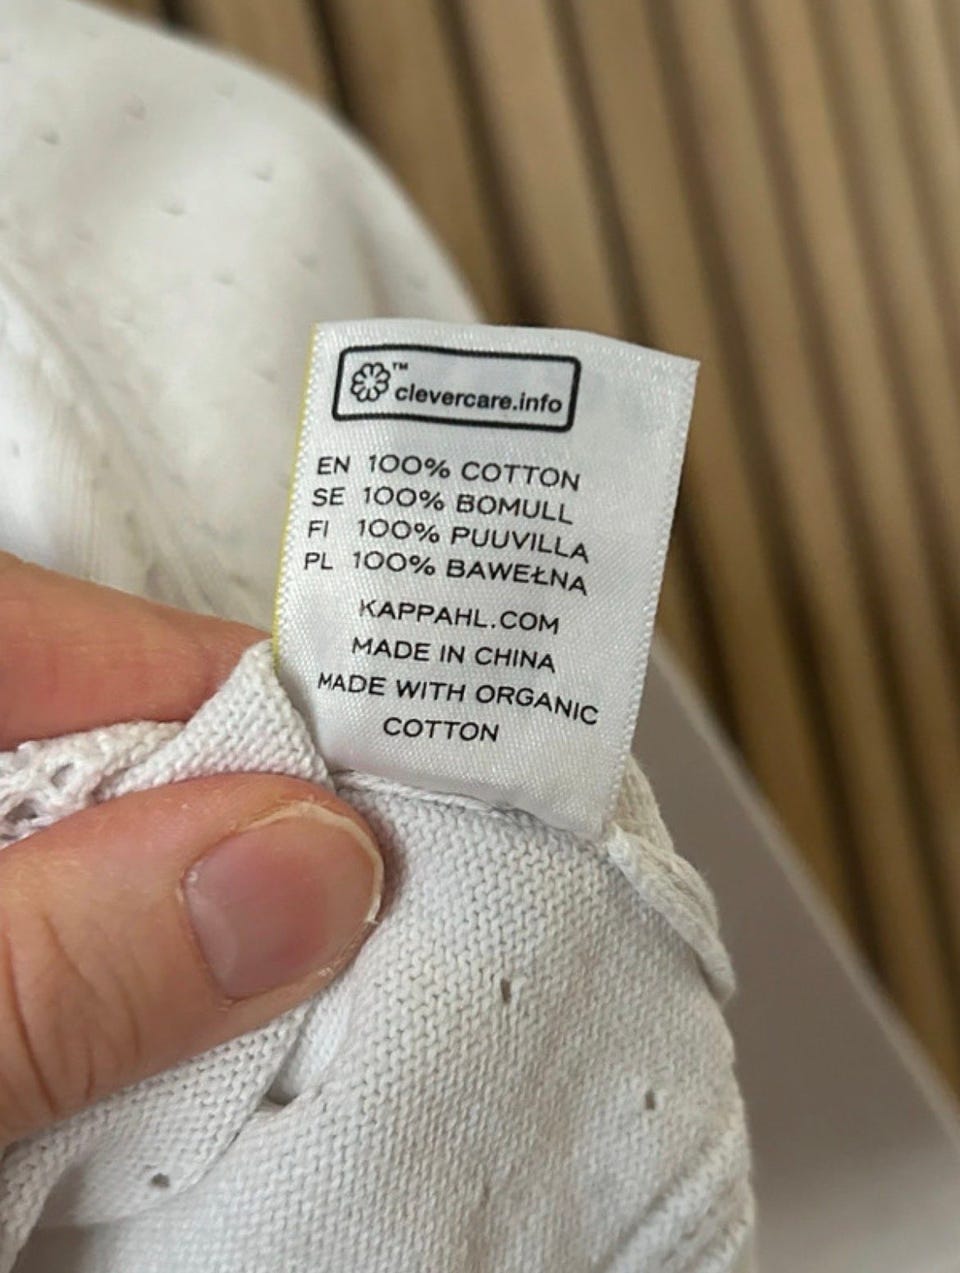 ™
clevercare.info
EN 100% COTTON
SE 100% BOMULL
FI 100% PUUVILLA
PL 100% BAWEŁNA
KAPPAHL.COM
MADE IN CHINA
MADE WITH ORGANIC
COTTON